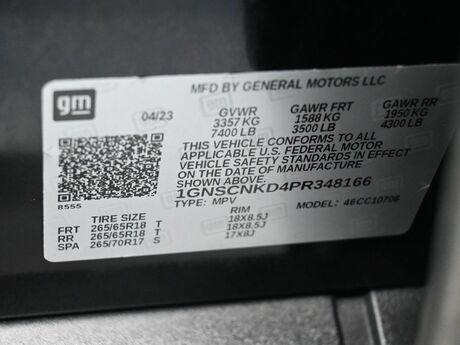 gm
MFD BY GENERAL MOTORS LLC
04/23 GVWR GAWR FRT GAWR RR
3357 KG 1588 KG 1950 KG
7400 LB 3500 LB 4300 LB
THIS VEHICLE CONFORMS TO ALL
APPLICABLE U.S. FEDERAL MOTOR
VEHICLE SAFETY STANDARDS IN EFFECT
ON THE DATE OF MANUFACTURE
SHOWN ABOVE.
1GNSCNKD4PR348166
8555 TYPE: MPV MODEL: 46CC10706
TIRE SIZE RIM
FRT 265/65R18 T 18X8.5J
RR 265/65R18 T 18X8.5J
SPA 265/70R17 S 17X8J